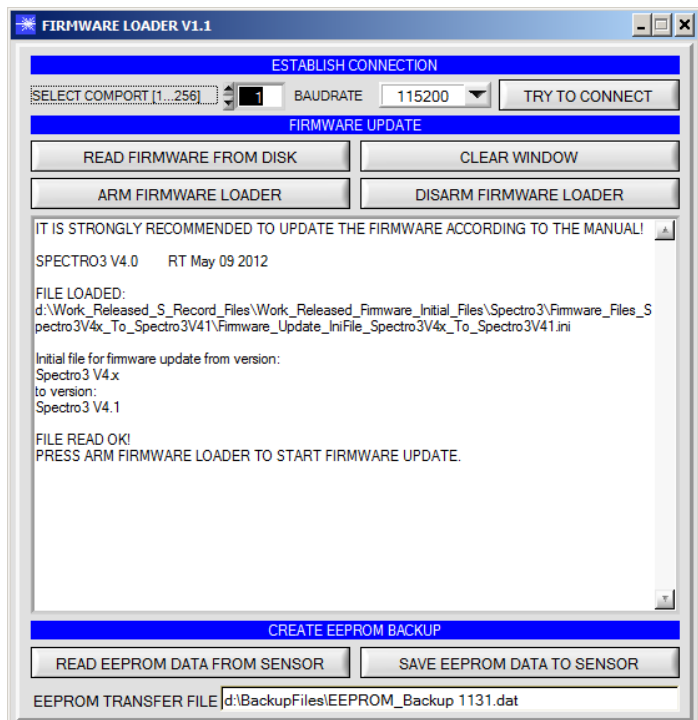 FIRMWARE LOADER V1.1
ESTABLISH CONNECTION
SELECT COMPORT [1...256] 1 BAUDRATE 115200 TRY TO CONNECT
FIRMWARE UPDATE
READ FIRMWARE FROM DISK CLEAR WINDOW
ARM FIRMWARE LOADER DISARM FIRMWARE LOADER
IT IS STRONGLY RECOMMENDED TO UPDATE THE FIRMWARE ACCORDING TO THE MANUAL!
SPECTRO3 V4.0 RT May 09 2012
FILE LOADED:
d:\Work_Released_S_Record_Files\Work_Released_Firmware_Initial_Files\Spectro3\Firmware_Files_S
pectro3V4x_To_Spectro3V41\Firmware_Update_IniFile_Spectro3V4x_To_Spectro3V41.ini
Initial file for firmware update from version:
Spectro3 V4.x
to version:
Spectro3 V4.1
FILE READ OK!
PRESS ARM FIRMWARE LOADER TO START FIRMWARE UPDATE.
CREATE EEPROM BACKUP
READ EEPROM DATA FROM SENSOR SAVE EEPROM DATA TO SENSOR
EEPROM TRANSFER FILE d:\BackupFiles\EEPROM_Backup 1131.dat